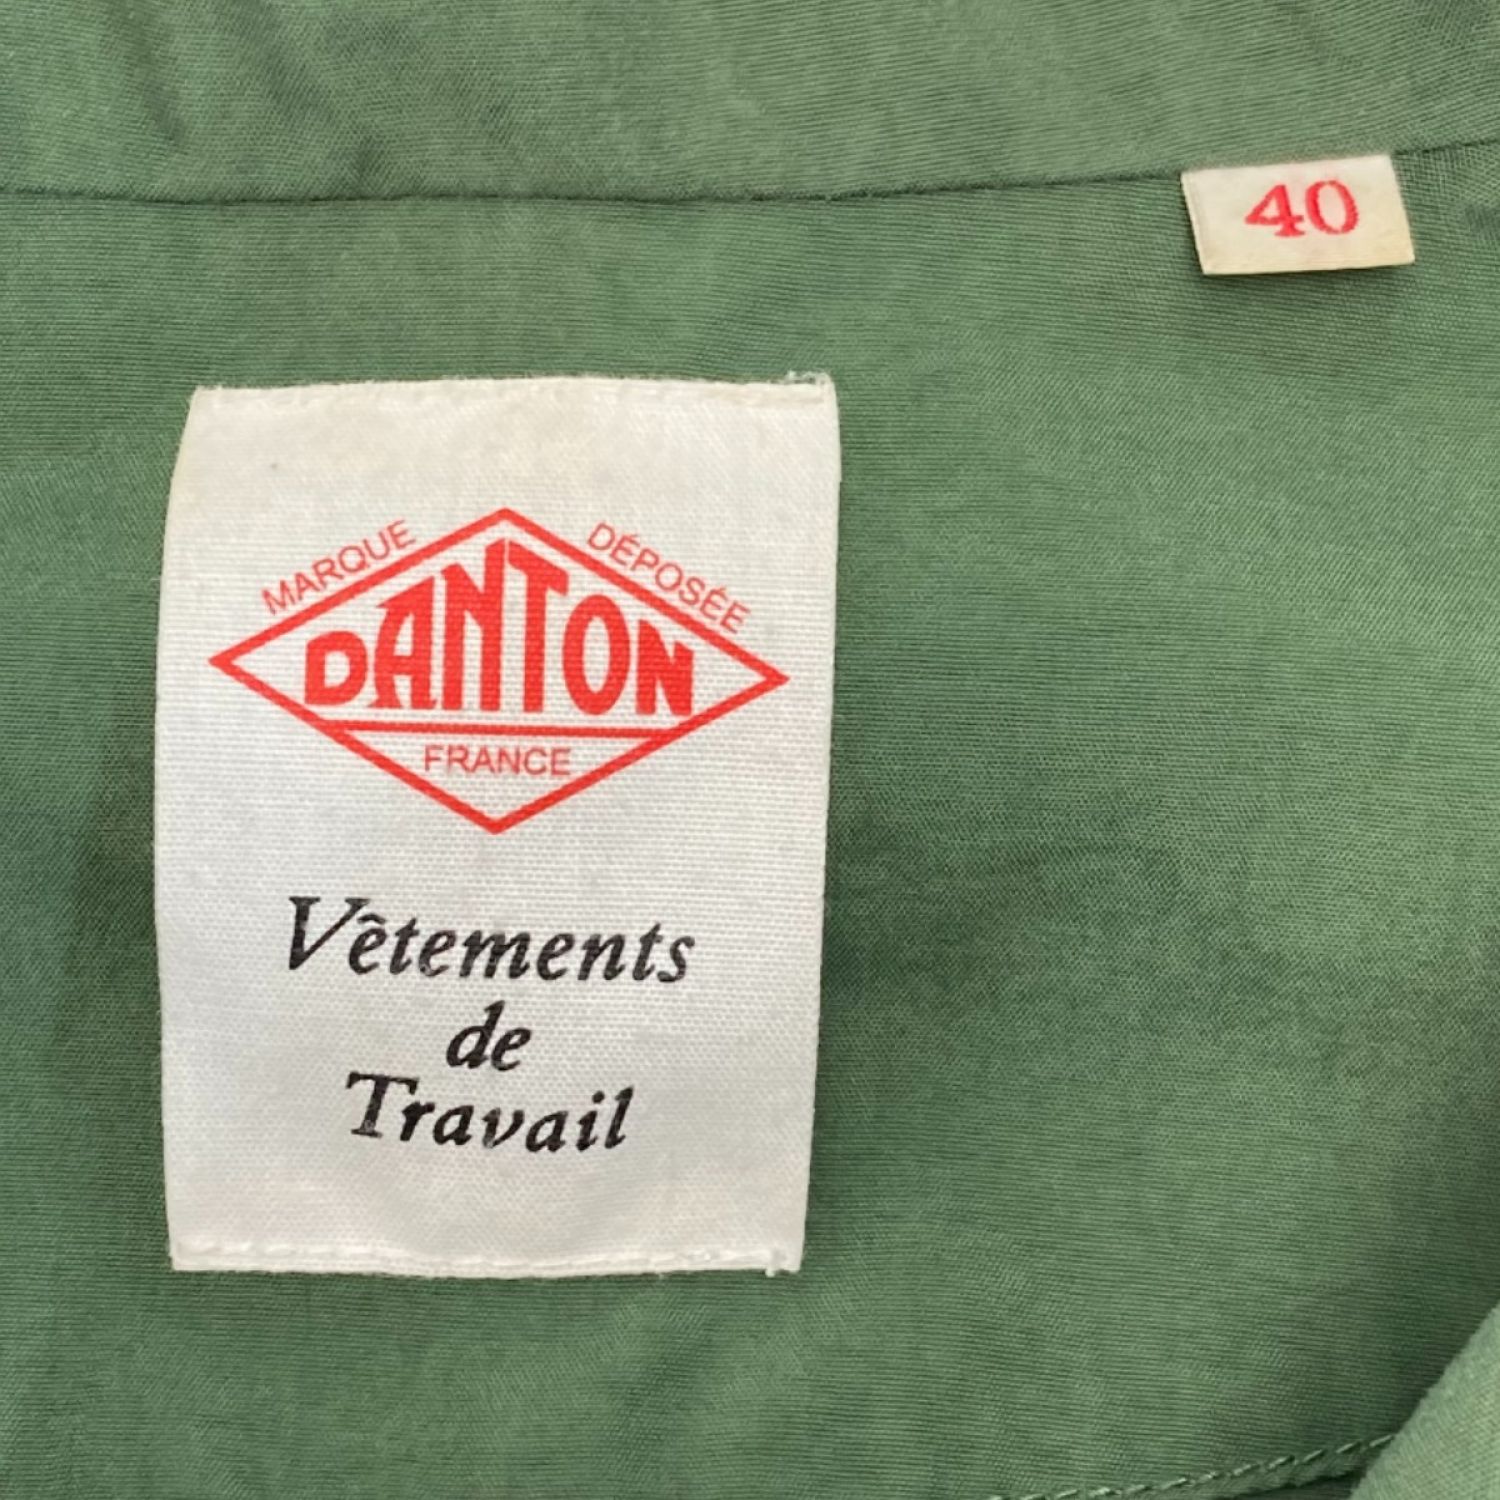 40
MARQUE DÉPOSÉE
DANTON
FRANCE
Vêtements
de
Travail